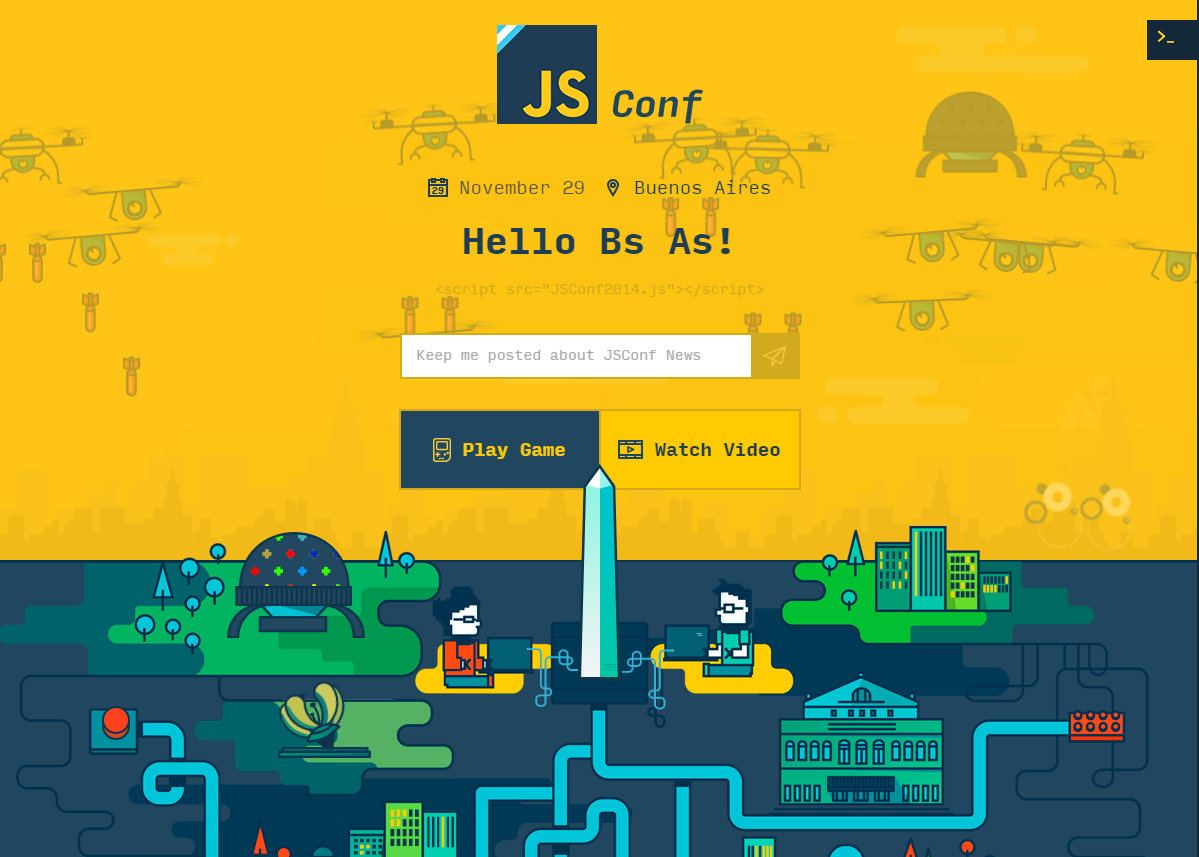 JS Conf
29 November 29 Buenos Aires
Hello Bs As!
<script src="JSConf2014.js"></script>
Keep me posted about JSConf News
Play Game Watch Video